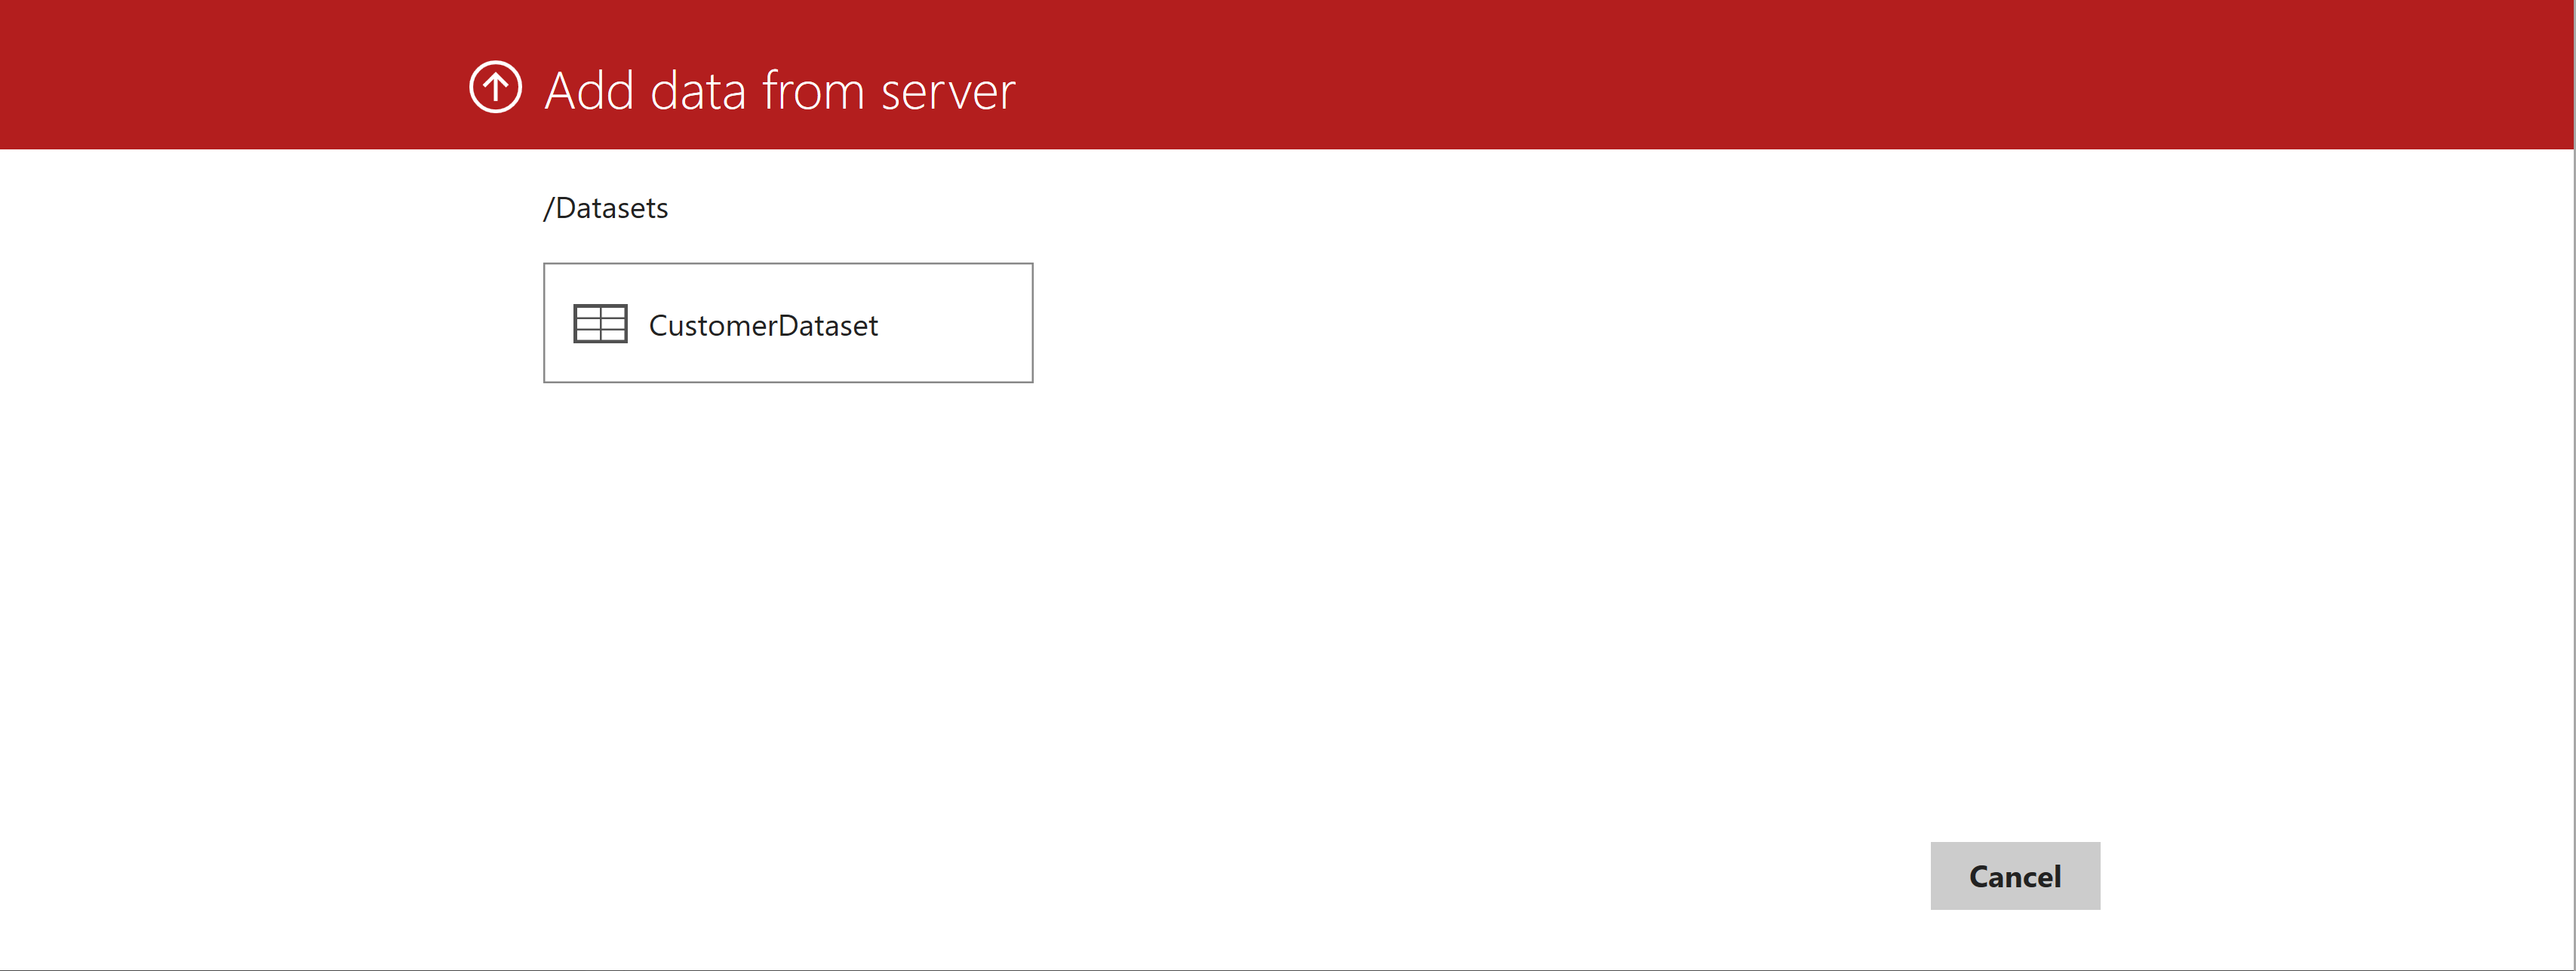 Add data from server
/Datasets
CustomerDataset
Cancel